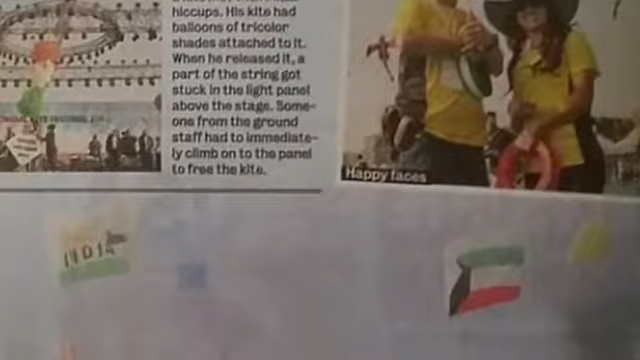 hiccups. His kite had
balloons of tricolor
shades attached to it.
When he released it, a
part of the string got
stuck in the light panel
above the stage. Some-
one from the ground
staff had to immediate-
ly climb on to the panel
to free the kite.
Happy faces